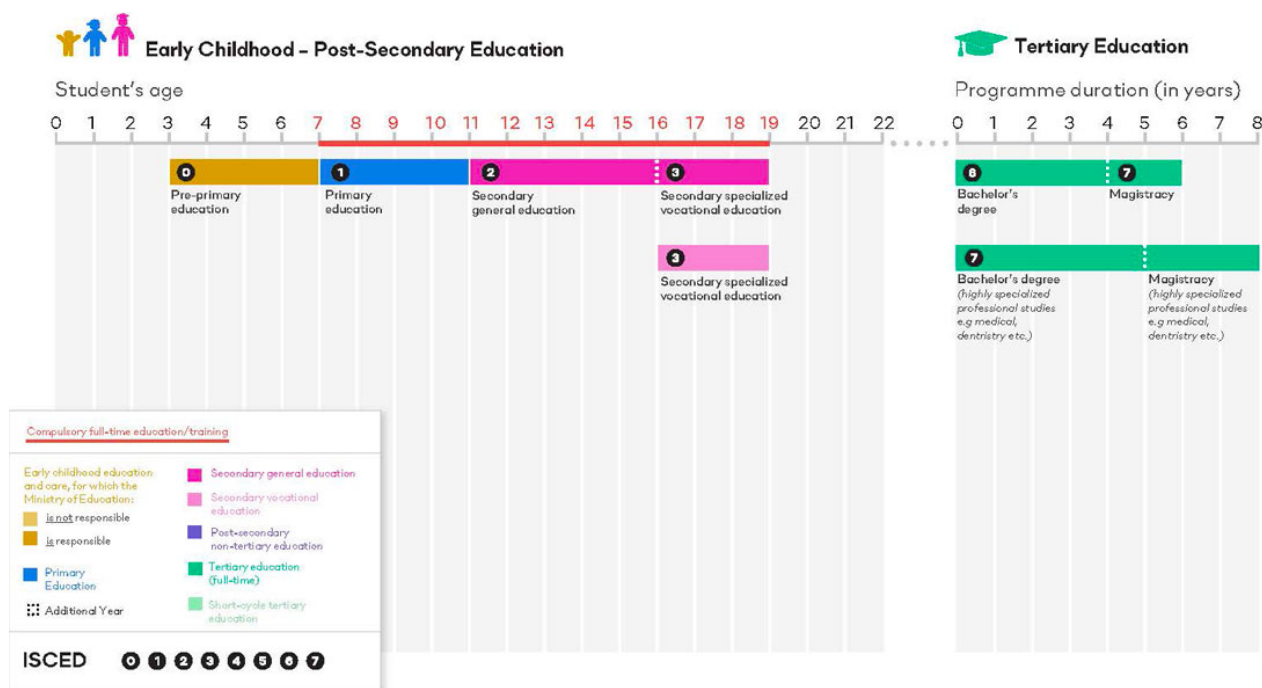 Early Childhood – Post-Secondary Education
Tertiary Education
Student's age
Programme duration (in years)
0 1 2 3 4 5 6 7 8 9 10 11 12 13 14 15 16 17 18 19 20 21 22
0 1 2 3 4 5 6 7 8
0
Pre-primary
education
1
Primary
education
2
Secondary
general education
3
Secondary specialized
vocational education
6
Bachelor's
degree
7
Magistracy
3
Secondary specialized
vocational education
7
Bachelor's degree
(highly specialized
professional studies
e.g medical,
dentristry etc.)
Magistracy
(highly specialized
professional studies
e.g medical,
dentristry etc.)
Compulsory full-time education/training
Early childhood education
and care, for which the
Ministry of Education:
is not responsible
is responsible
Primary
Education
Additional Year
Secondary general education
Secondary vocational
education
Post-secondary
non-tertiary education
Tertiary education
(full-time)
Short-cycle tertiary
education
ISCED 0 1 2 3 4 5 6 7